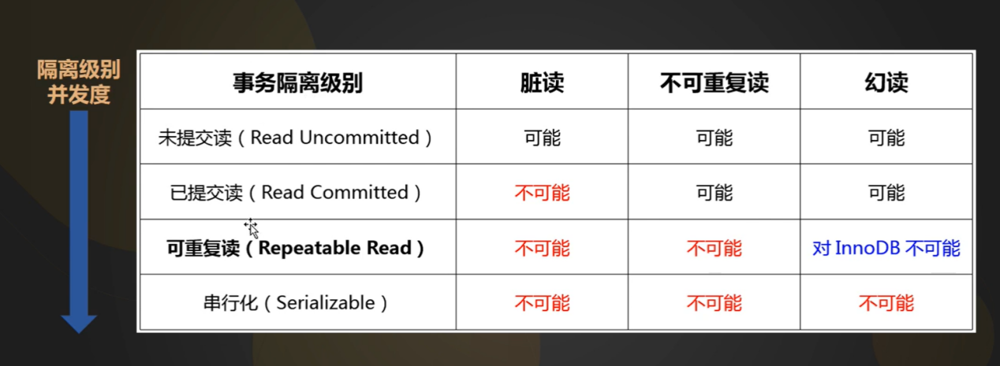 隔离级别
并发度
事务隔离级别 脏读 不可重复读 幻读
未提交读（Read Uncommitted） 可能 可能 可能
已提交读（Read Committed） 不可能 可能 可能
可重复读（Repeatable Read） 不可能 不可能 对 InnoDB 不可能
串行化（Serializable） 不可能 不可能 不可能